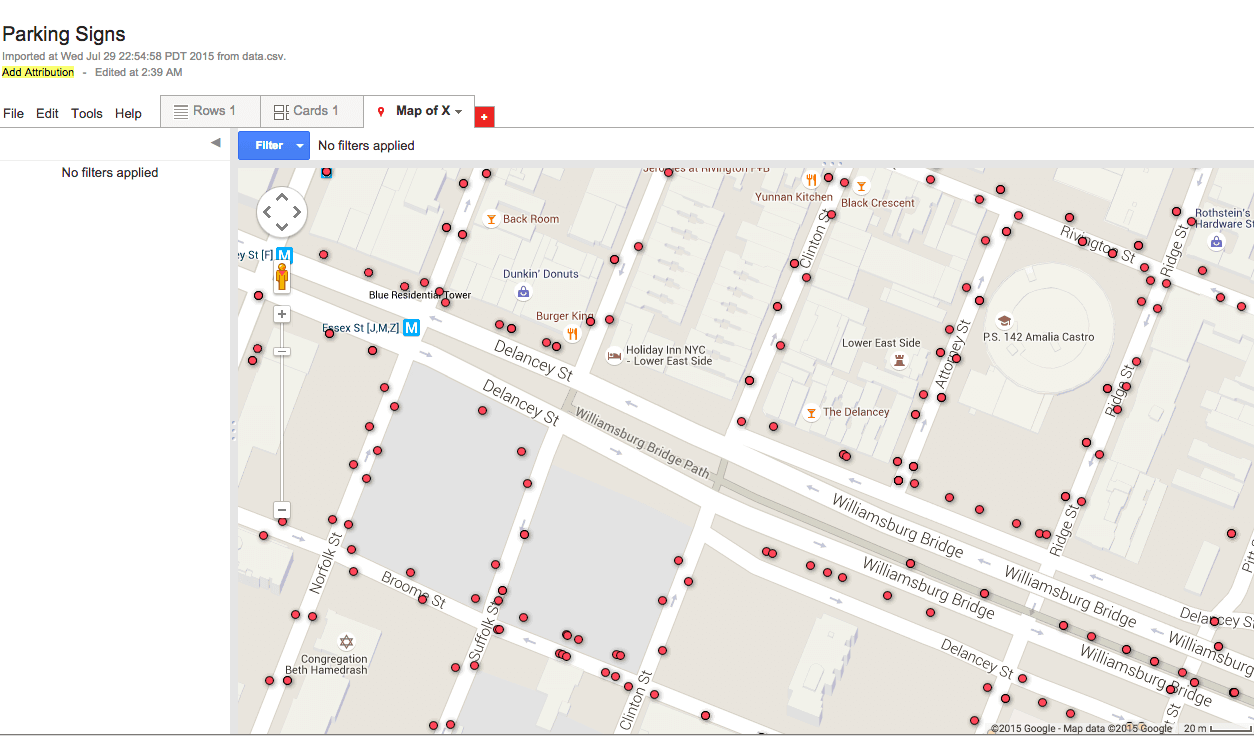 Parking Signs
Imported at Wed Jul 29 22:54:58 PDT 2015 from data.csv.
Add Attribution - Edited at 2:39 AM
File Edit Tools Help
Rows 1
Cards 1
Map of X
+
Filter
No filters applied
No filters applied
Yunnan Kitchen
Black Crescent
Back Room
Clinton St
Rivington St
Ridge St
Rothstein's
Hardware St
ey St [F]
M
Dunkin' Donuts
Blue Residential Tower
Burger King
Essex St [J,M,Z]
M
Holiday Inn NYC
- Lower East Side
Lower East Side
P.S. 142 Amalia Castro
Attorney St
Ridge St
The Delancey
Delancey St
Delancey St
Williamsburg Bridge Path
Williamsburg Bridge
Ridge St
Norfolk St
Broome St
Suffolk St
Williamsburg Bridge
Williamsburg Bridge
Delancey St
Williamsburg
Williamsburg Bridge
Delancey St
Congregation
Beth Hamedrash
Clinton St
©2015 Google - Map data ©2015 Google
20 m